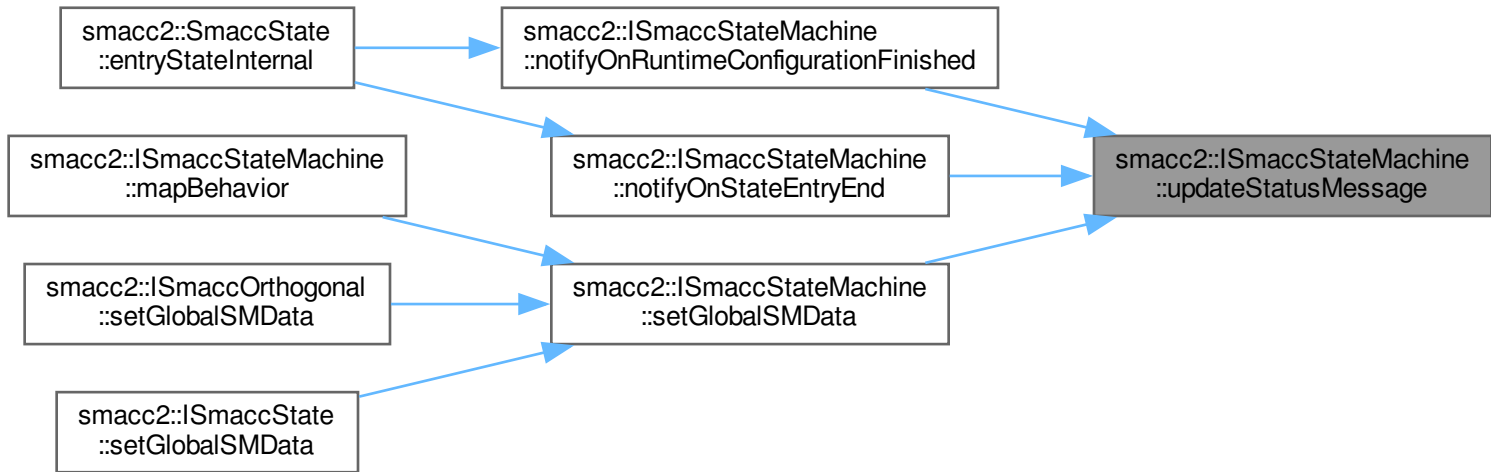 smacc2::SmaccState
::entryStateInternal
smacc2::ISmaccStateMachine
::notifyOnRuntimeConfigurationFinished
smacc2::ISmaccStateMachine
::mapBehavior
smacc2::ISmaccStateMachine
::notifyOnStateEntryEnd
smacc2::ISmaccStateMachine
::updateStatusMessage
smacc2::ISmaccOrthogonal
::setGlobalSMData
smacc2::ISmaccStateMachine
::setGlobalSMData
smacc2::ISmaccState
::setGlobalSMData